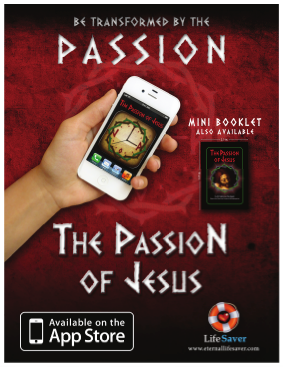 BE TRANSFORMED BY THE
PASSION
The Passion of Jesus
MINI BOOKLET
ALSO AVAILABLE
The Passion
of Jesus
The Passion
of Jesus
Available on the
App Store
LifeSaver
www.eternallifesaver.com